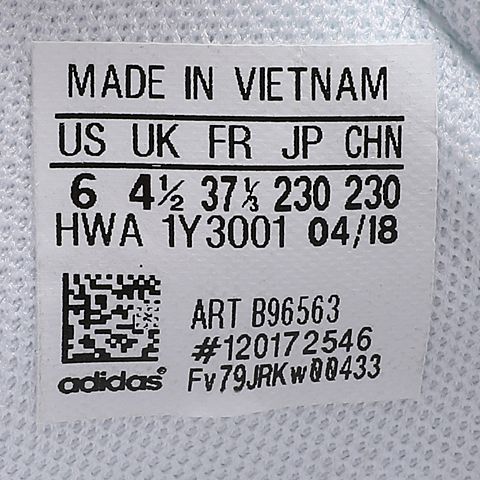 MADE IN VIETNAM
US UK FR JP CHN
6 4½ 37⅓ 230 230
HWA 1Y3001 04/18
ART B96563
#120172546
Fv79JRKw00433
adidas®